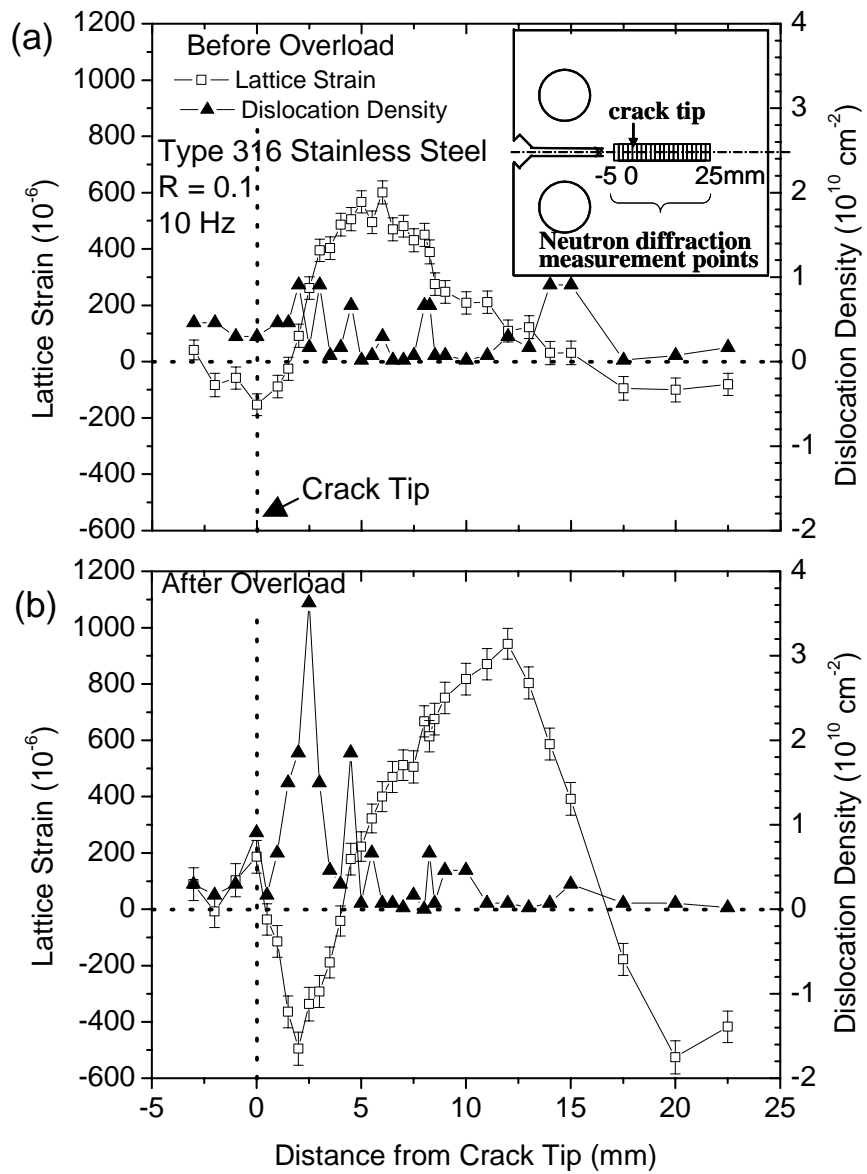 (a)
Before Overload
Lattice Strain
Dislocation Density
Type 316 Stainless Steel
R = 0.1
10 Hz
crack tip
-5 0 25mm
Neutron diffraction
measurement points
Crack Tip
1200
1000
800
600
400
200
0
-200
-400
-600
Lattice Strain (10⁻⁶)
4
3
2
1
0
-1
-2
Dislocation Density (10¹⁰ cm⁻²)
(b)
After Overload
1200
1000
800
600
400
200
0
-200
-400
-600
Lattice Strain (10⁻⁶)
4
3
2
1
0
-1
-2
Dislocation Density (10¹⁰ cm⁻²)
-5 0 5 10 15 20 25
Distance from Crack Tip (mm)